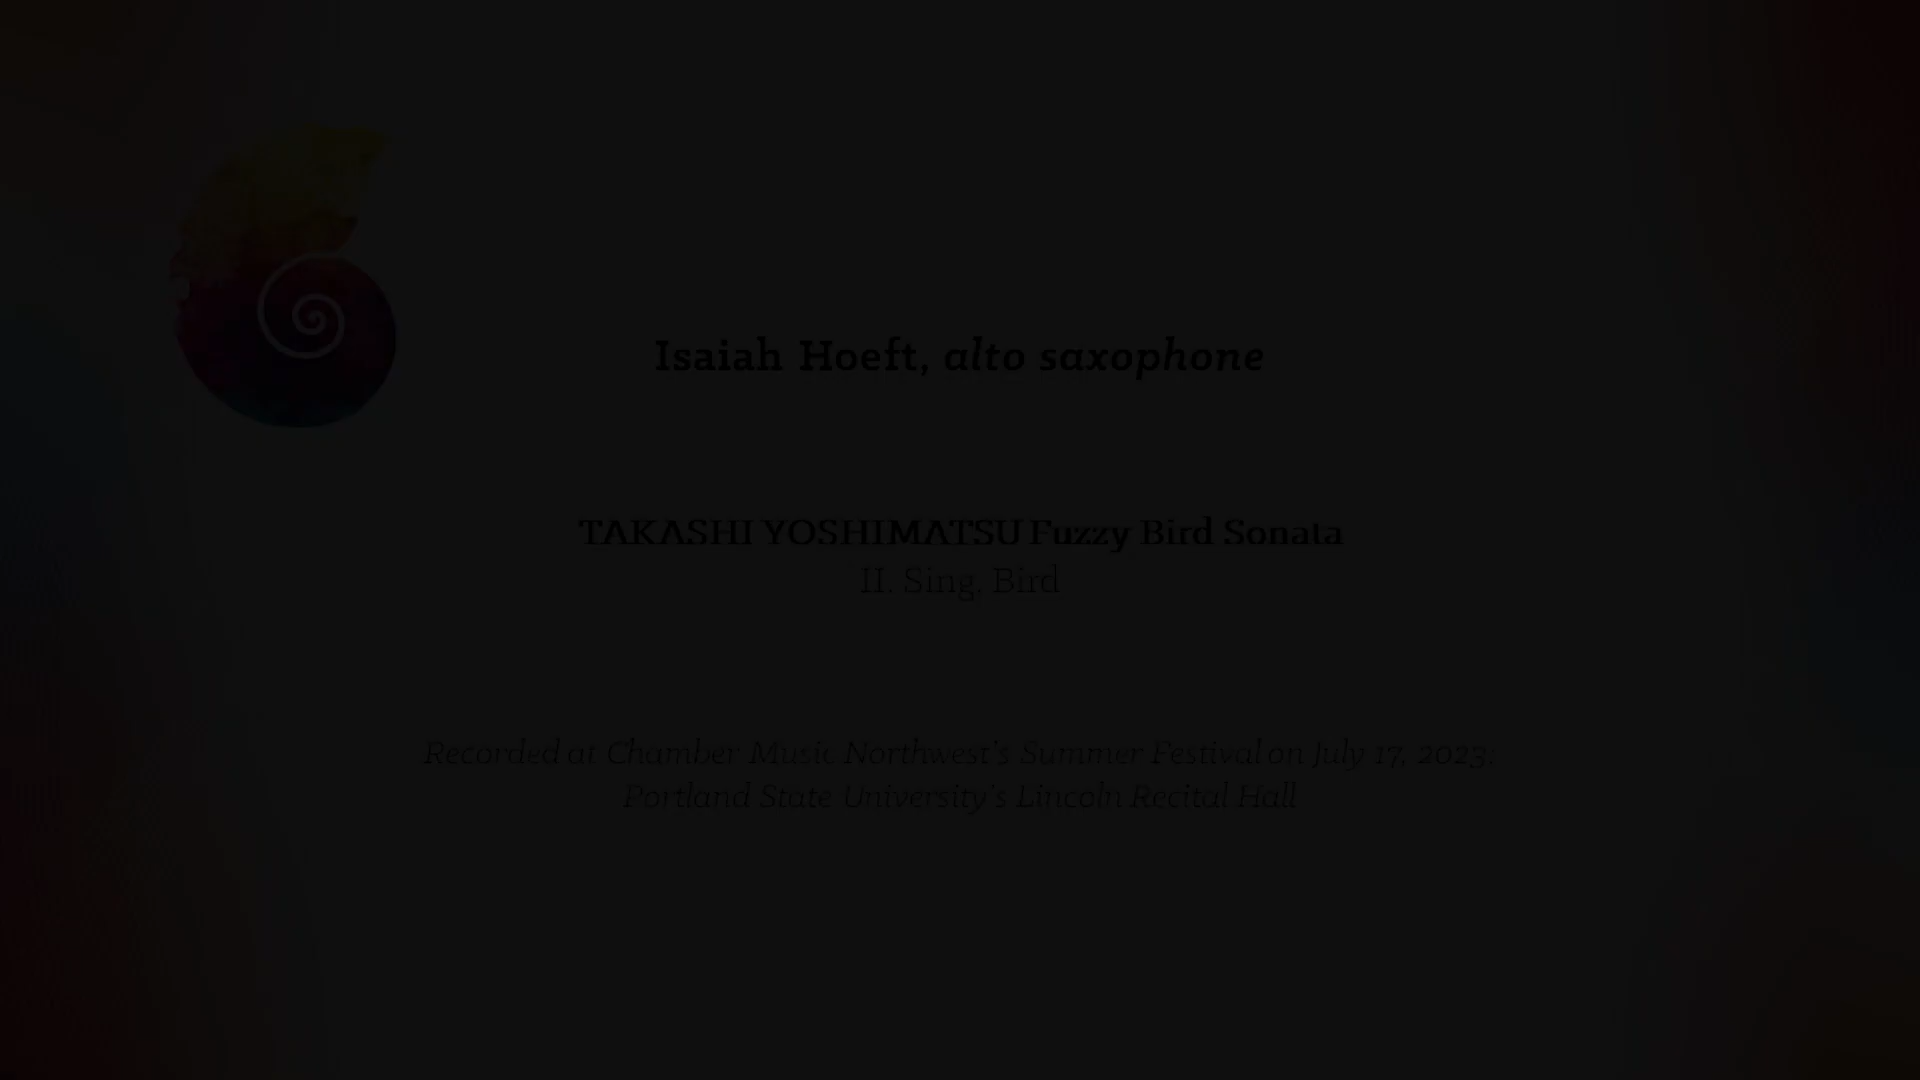 Isaiah Hoeft, alto saxophone
TAKASHI YOSHIMATSU Fuzzy Bird Sonata
II. Sing, Bird
Recorded at Chamber Music Northwest's Summer Festival on July 17, 2023;
Portland State University's Lincoln Recital Hall